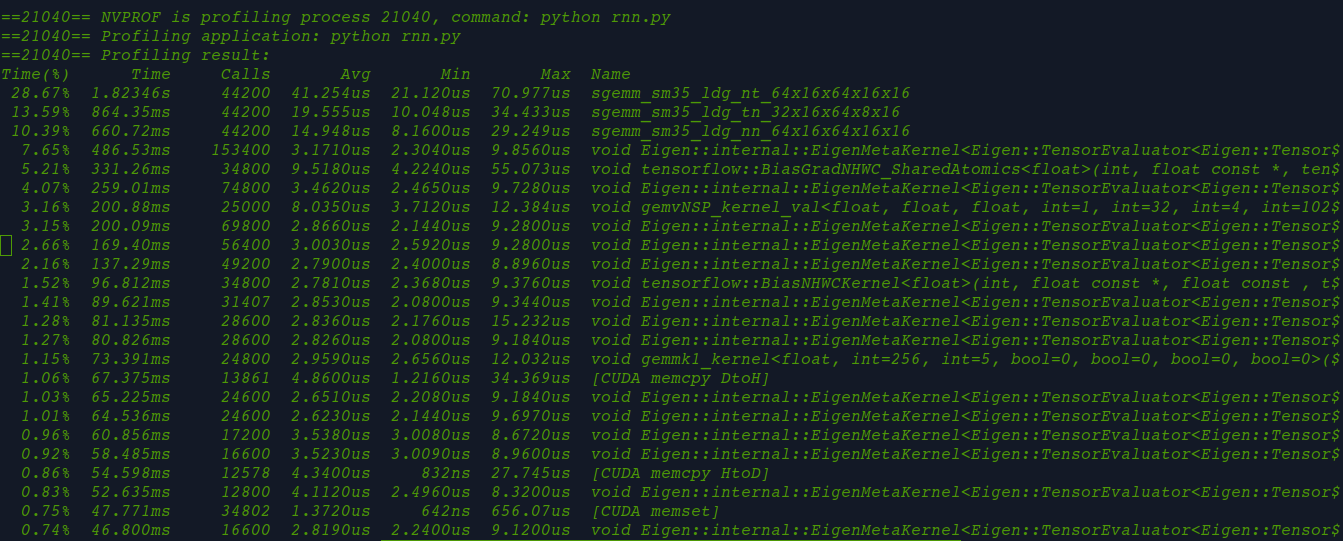 ==21040== NVPROF is profiling process 21040, command: python rnn.py
==21040== Profiling application: python rnn.py
==21040== Profiling result:
Time(%) Time Calls Avg Min Max Name
28.67% 1.82346s 44200 41.254us 21.120us 70.977us sgemm_sm35_ldg_nt_64x16x64x16x16
13.59% 864.35ms 44200 19.555us 10.048us 34.433us sgemm_sm35_ldg_tn_32x16x64x8x16
10.39% 660.72ms 44200 14.948us 8.1600us 29.249us sgemm_sm35_ldg_nn_64x16x64x16x16
7.65% 486.53ms 153400 3.1710us 2.3040us 9.8560us void Eigen::internal::EigenMetaKernel<Eigen::TensorEvaluator<Eigen::Tensor$
5.21% 331.26ms 34800 9.5180us 4.2240us 55.073us void tensorflow::BiasGradNHWC_SharedAtomics<float>(int, float const *, ten$
4.07% 259.01ms 74800 3.4620us 2.4650us 9.7280us void Eigen::internal::EigenMetaKernel<Eigen::TensorEvaluator<Eigen::Tensor$
3.16% 200.88ms 25000 8.0350us 3.7120us 12.384us void gemvNSP_kernel_val<float, float, float, int=1, int=32, int=4, int=102$
3.15% 200.09ms 69800 2.8660us 2.1440us 9.2800us void Eigen::internal::EigenMetaKernel<Eigen::TensorEvaluator<Eigen::Tensor$
2.66% 169.40ms 56400 3.0030us 2.5920us 9.2800us void Eigen::internal::EigenMetaKernel<Eigen::TensorEvaluator<Eigen::Tensor$
2.16% 137.29ms 49200 2.7900us 2.4000us 8.8960us void Eigen::internal::EigenMetaKernel<Eigen::TensorEvaluator<Eigen::Tensor$
1.52% 96.812ms 34800 2.7810us 2.3680us 9.3760us void tensorflow::BiasNHWCKernel<float>(int, float const *, float const , t$
1.41% 89.621ms 31407 2.8530us 2.0800us 9.3440us void Eigen::internal::EigenMetaKernel<Eigen::TensorEvaluator<Eigen::Tensor$
1.28% 81.135ms 28600 2.8360us 2.1760us 15.232us void Eigen::internal::EigenMetaKernel<Eigen::TensorEvaluator<Eigen::Tensor$
1.27% 80.826ms 28600 2.8260us 2.0800us 9.1840us void Eigen::internal::EigenMetaKernel<Eigen::TensorEvaluator<Eigen::Tensor$
1.15% 73.391ms 24800 2.9590us 2.6560us 12.032us void gemmk1_kernel<float, int=256, int=5, bool=0, bool=0, bool=0, bool=0>($
1.06% 67.375ms 13861 4.8600us 1.2160us 34.369us [CUDA memcpy DtoH]
1.03% 65.225ms 24600 2.6510us 2.2080us 9.1840us void Eigen::internal::EigenMetaKernel<Eigen::TensorEvaluator<Eigen::Tensor$
1.01% 64.536ms 24600 2.6230us 2.1440us 9.6970us void Eigen::internal::EigenMetaKernel<Eigen::TensorEvaluator<Eigen::Tensor$
0.96% 60.856ms 17200 3.5380us 3.0080us 8.6720us void Eigen::internal::EigenMetaKernel<Eigen::TensorEvaluator<Eigen::Tensor$
0.92% 58.485ms 16600 3.5230us 3.0090us 8.9600us void Eigen::internal::EigenMetaKernel<Eigen::TensorEvaluator<Eigen::Tensor$
0.86% 54.598ms 12578 4.3400us 832ns 27.745us [CUDA memcpy HtoD]
0.83% 52.635ms 12800 4.1120us 2.4960us 8.3200us void Eigen::internal::EigenMetaKernel<Eigen::TensorEvaluator<Eigen::Tensor$
0.75% 47.771ms 34802 1.3720us 642ns 656.07us [CUDA memset]
0.74% 46.800ms 16600 2.8190us 2.2400us 9.1200us void Eigen::internal::EigenMetaKernel<Eigen::TensorEvaluator<Eigen::Tensor$